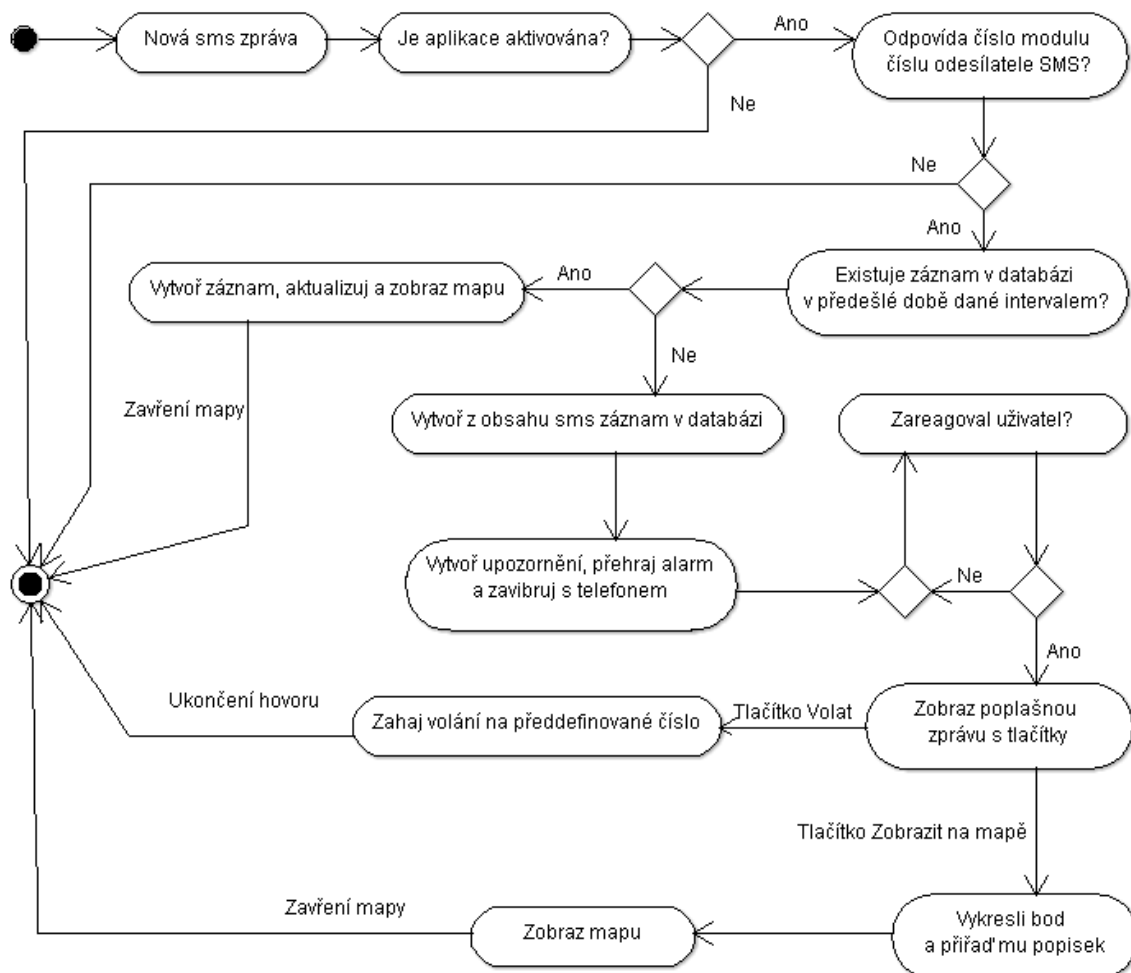 Nová sms zpráva
Je aplikace aktivována?
Ano
Odpovída číslo modulu
číslu odesílatele SMS?
Ne
Ne
Ano
Vytvoř záznam, aktualizuj a zobraz mapu
Ano
Existuje záznam v databázi
v předešlé době dané intervalem?
Ne
Zavření mapy
Vytvoř z obsahu sms záznam v databázi
Zareagoval uživatel?
Vytvoř upozornění, přehraj alarm
a zavibruj s telefonem
Ne
Ano
Ukončení hovoru
Zahaj volání na předdefinované číslo
Tlačítko Volat
Zobraz poplašnou
zprávu s tlačítky
Tlačítko Zobrazit na mapě
Zavření mapy
Zobraz mapu
Vykresli bod
a přiřaď mu popisek